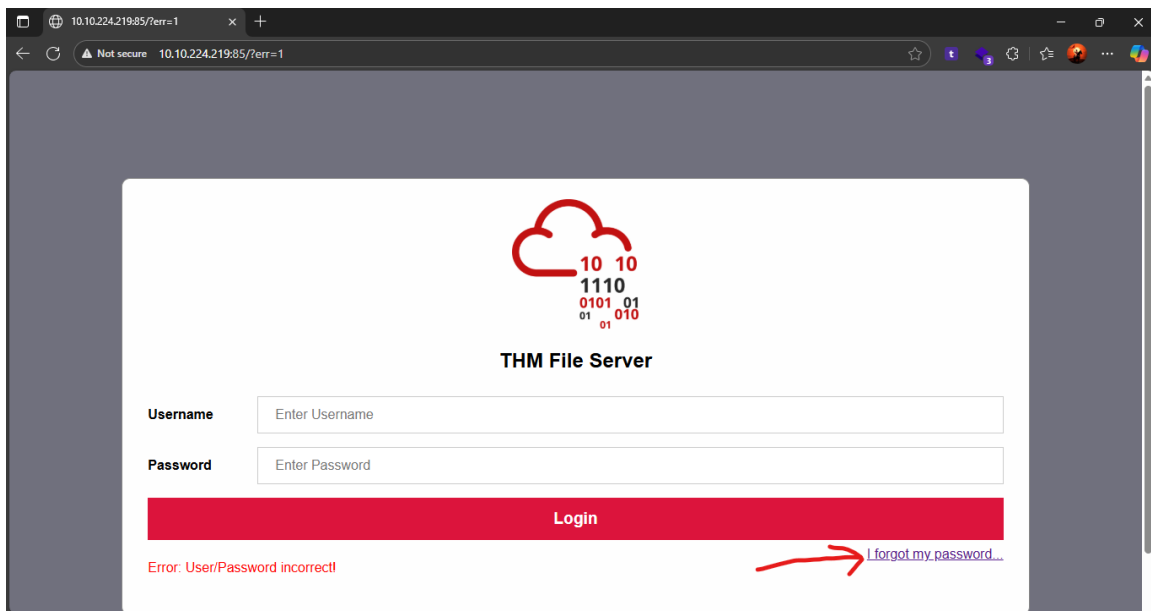 10.10.224.219:85/?err=1
Not secure 10.10.224.219:85/?err=1
t
3
10 10
1110
0101 01
01 010
01
THM File Server
Username Enter Username
Password Enter Password
Login
I forgot my password...
Error: User/Password incorrect!